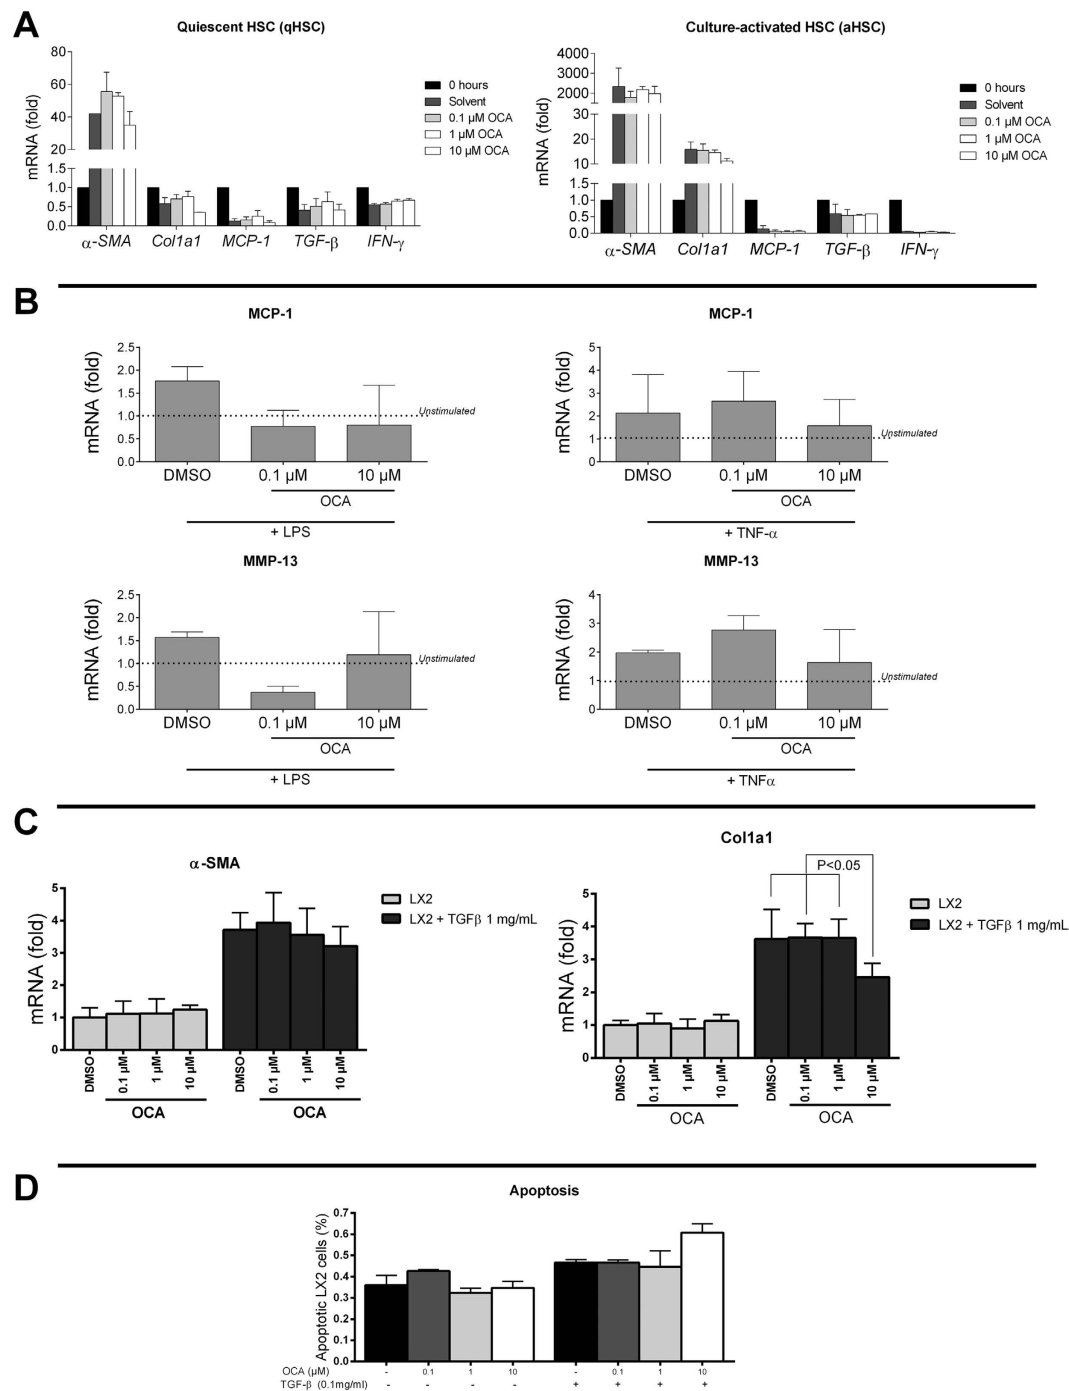 A
Quiescent HSC (qHSC)
mRNA (fold)
80
60
40
20
1.5
1.0
0.5
0.0
α-SMA Col1a1 MCP-1 TGF-β IFN-γ
0 hours
Solvent
0.1 µM OCA
1 µM OCA
10 µM OCA
Culture-activated HSC (aHSC)
mRNA (fold)
4000
3000
2000
30
20
10
1.5
1.0
0.5
0.0
α-SMA Col1a1 MCP-1 TGF-β IFN-γ
0 hours
Solvent
0.1 µM OCA
1 µM OCA
10 µM OCA
B
MCP-1
mRNA (fold)
2.5
2.0
1.5
1.0
0.5
0.0
Unstimulated
DMSO 0.1 µM 10 µM
OCA
+ LPS
MCP-1
mRNA (fold)
5
4
3
2
1
0
Unstimulated
DMSO 0.1 µM 10 µM
OCA
+ TNF-α
MMP-13
mRNA (fold)
2.5
2.0
1.5
1.0
0.5
0.0
Unstimulated
DMSO 0.1 µM 10 µM
OCA
+ LPS
MMP-13
mRNA (fold)
4
3
2
1
0
Unstimulated
DMSO 0.1 µM 10 µM
OCA
+ TNFα
C
α-SMA
mRNA (fold)
5
4
3
2
1
0
DMSO 0.1 µM 1 µM 10 µM DMSO 0.1 µM 1 µM 10 µM
OCA OCA
LX2
LX2 + TGFβ 1 mg/mL
Col1a1
P<0.05
mRNA (fold)
5
4
3
2
1
0
DMSO 0.1 µM 1 µM 10 µM DMSO 0.1 µM 1 µM 10 µM
OCA OCA
LX2
LX2 + TGFβ 1 mg/mL
D
Apoptosis
Apoptotic LX2 cells (%)
0.7
0.6
0.5
0.4
0.3
0.2
0.1
0.0
OCA (µM) - 0.1 1 10 - 0.1 1 10
TGF-β (0.1mg/ml) - - - - + + + +